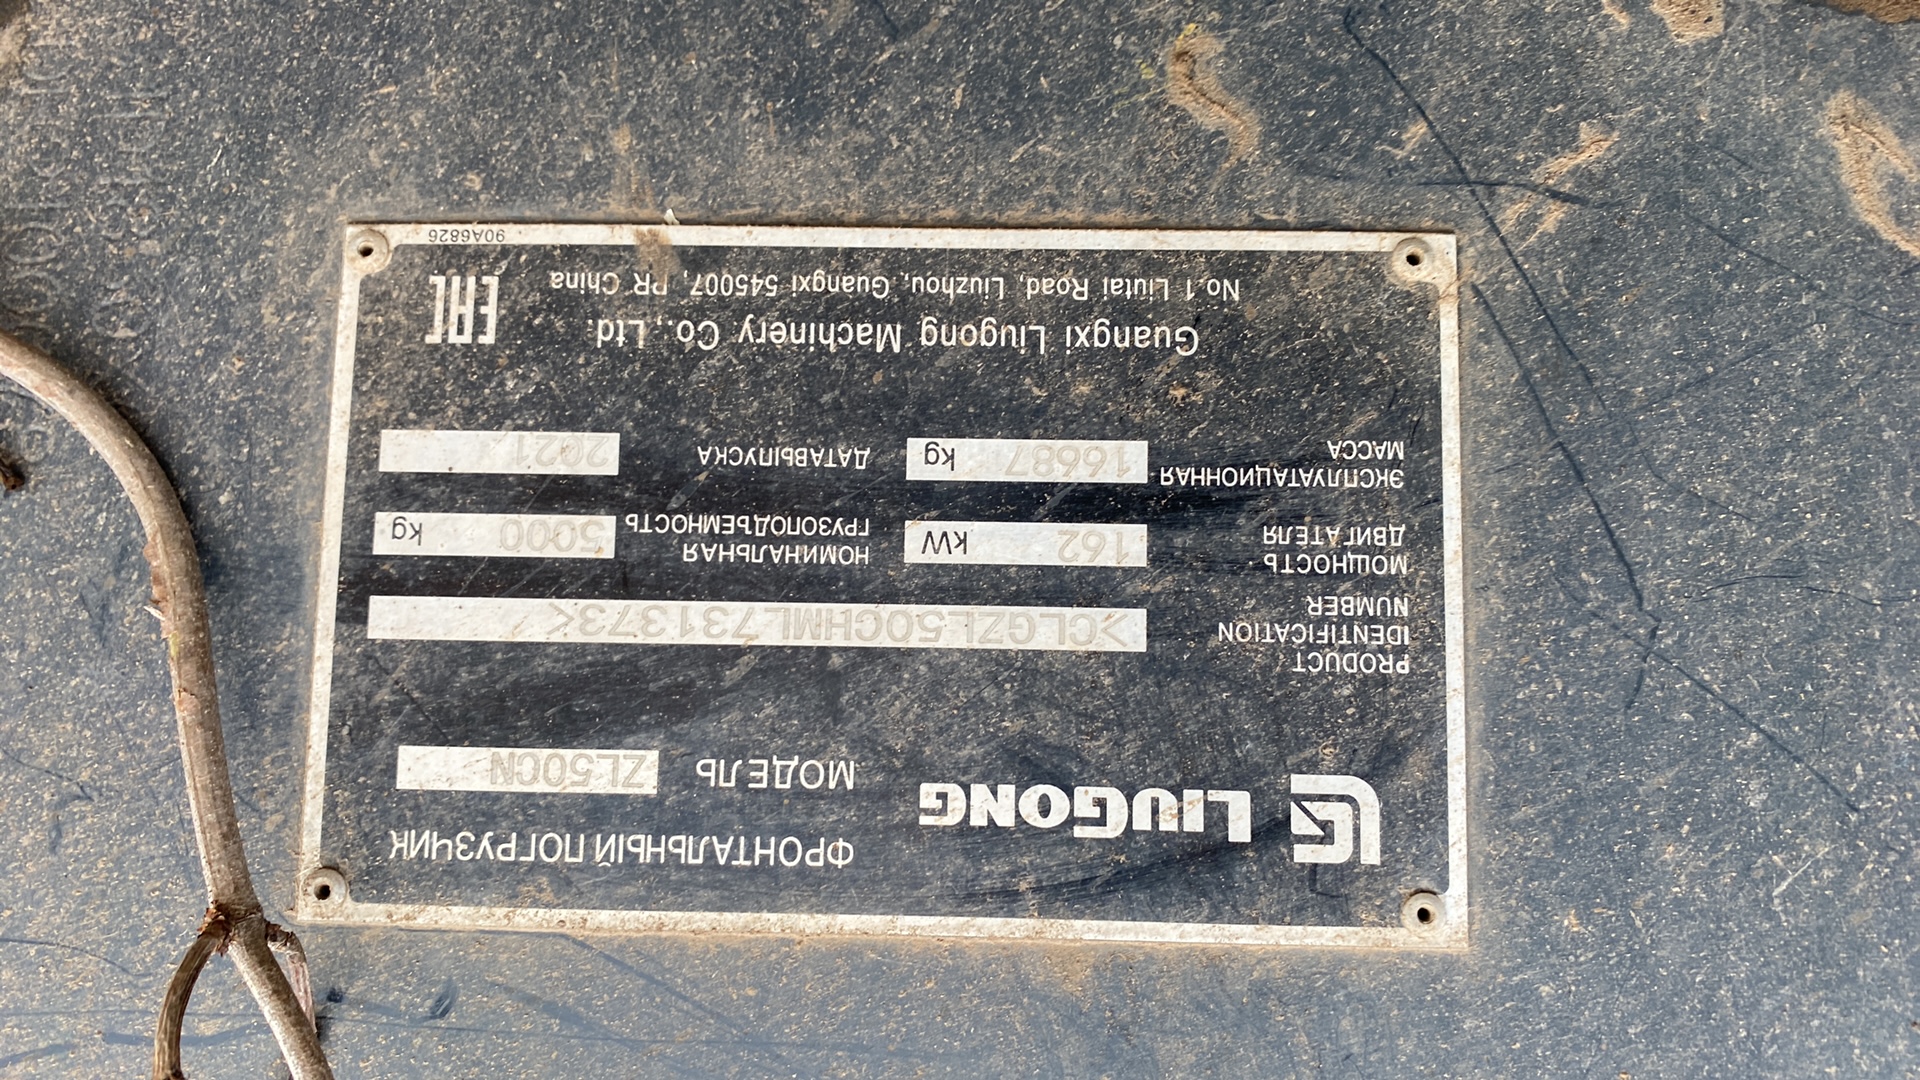 LIUGONG
ФРОНТАЛЬНЫЙ ПОГРУЗЧИК
МОДЕЛЬ ZL50CN
PRODUCT
IDENTIFICATION
NUMBER
>CLGZL50CHML731373<
МОЩНОСТЬ
ДВИГАТЕЛЯ
162 kW
НОМИНАЛЬНАЯ
ГРУЗОПОДЪЕМНОСТЬ
5000 kg
ЭКСПЛУАТАЦИОННАЯ
МАССА
16687 kg
ДАТАВЫПУСКА
2021
Guangxi Liugong Machinery Co., Ltd.
No.1 Liutai Road, Liuzhou, Guangxi 545007, PR China
EAC
90A6826